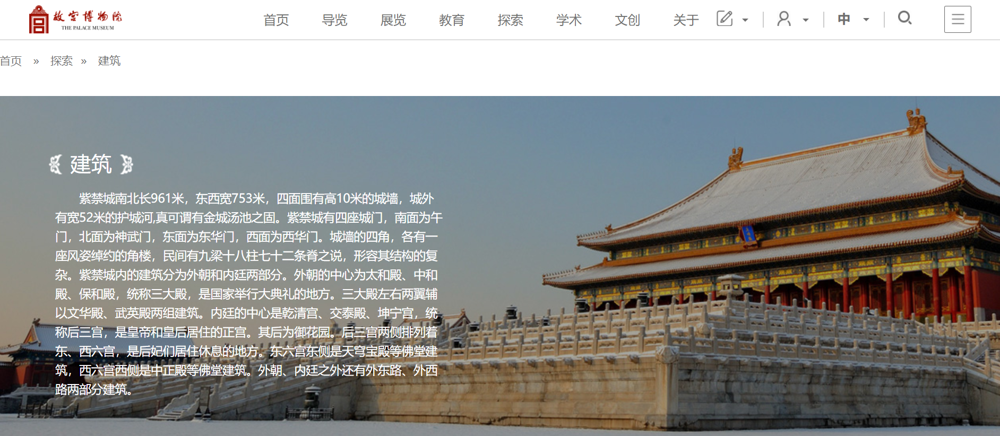 故宫博物院
THE PALACE MUSEUM
首页 导览 展览 教育 探索 学术 文创 关于 中
首页 » 探索 » 建筑
建筑
紫禁城南北长961米，东西宽753米，四面围有高10米的城墙，城外
有宽52米的护城河,真可谓有金城汤池之固。紫禁城有四座城门，南面为午
门，北面为神武门，东面为东华门，西面为西华门。城墙的四角，各有一
座风姿绰约的角楼，民间有九梁十八柱七十二条脊之说，形容其结构的复
杂。紫禁城内的建筑分为外朝和内廷两部分。外朝的中心为太和殿、中和
殿、保和殿，统称三大殿，是国家举行大典礼的地方。三大殿左右两翼辅
以文华殿、武英殿两组建筑。内廷的中心是乾清宫、交泰殿、坤宁宫，统
称后三宫，是皇帝和皇后居住的正宫。其后为御花园。后三宫两侧排列着
东、西六宫，是后妃们居住休息的地方。东六宫东侧是天穹宝殿等佛堂建
筑，西六宫西侧是中正殿等佛堂建筑。外朝、内廷之外还有外东路、外西
路两部分建筑。